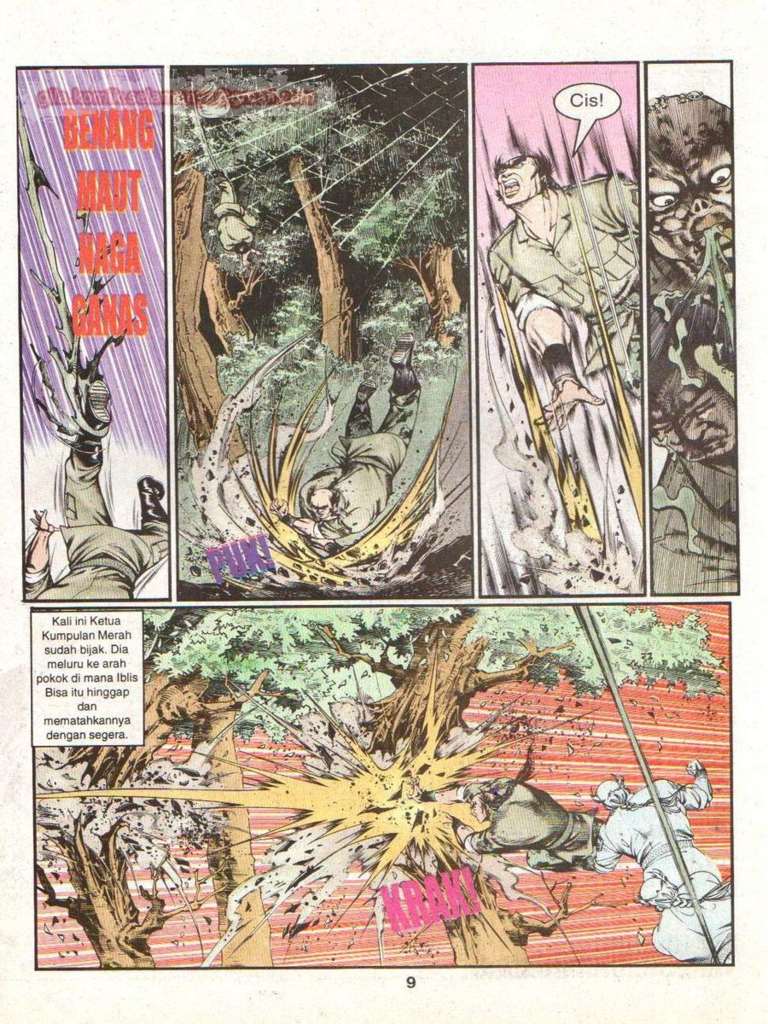 BENANG
MAUT
NAGA
GANAS
PUK!
Cis!
Kali ini Ketua
Kumpulan Merah
sudah bijak. Dia
meluru ke arah
pokok di mana Iblis
Bisa itu hinggap
dan
mematahkannya
dengan segera.
KRAK!
9